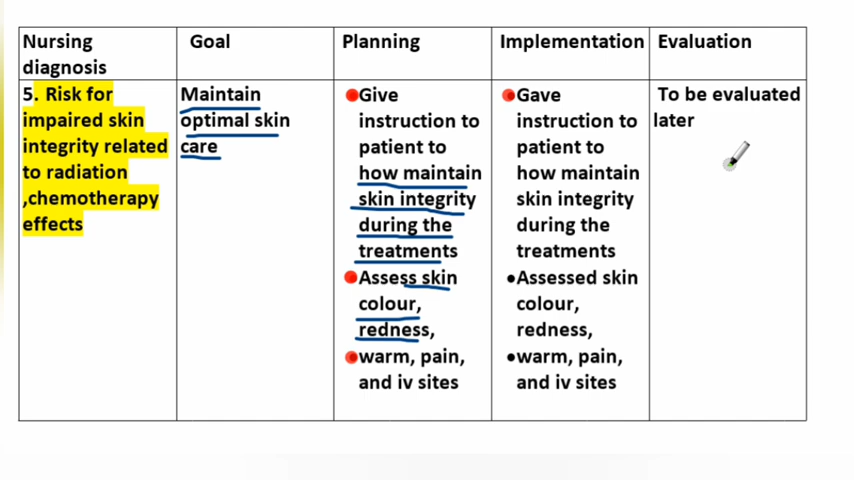 Nursing diagnosis
Goal
Planning
Implementation
Evaluation
5. Risk for
impaired skin
integrity related
to radiation
,chemotherapy
effects
Maintain
optimal skin
care
Give
instruction to
patient to
how maintain
skin integrity
during the
treatments
Assess skin
colour,
redness,
warm, pain,
and iv sites
Gave
instruction to
patient to
how maintain
skin integrity
during the
treatments
•Assessed skin
colour,
redness,
•warm, pain,
and iv sites
To be evaluated
later